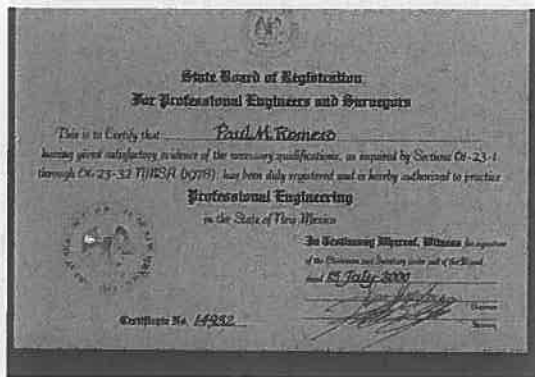 State Board of Registration
For Professional Engineers and Surveyors
This is to Certify that Paul M. Romero
having given satisfactory evidence of the necessary qualifications, as required by Sections 61-23-1
through 61-23-32 NMSA (1978), has been duly registered and is hereby authorized to practice
Professional Engineering
in the State of New Mexico
In Testimony Whereof, Witness the signature
of the Chairman and Secretary under seal of the Board
dated 15 July 2000
Chairman
Secretary
Certificate No. 14932